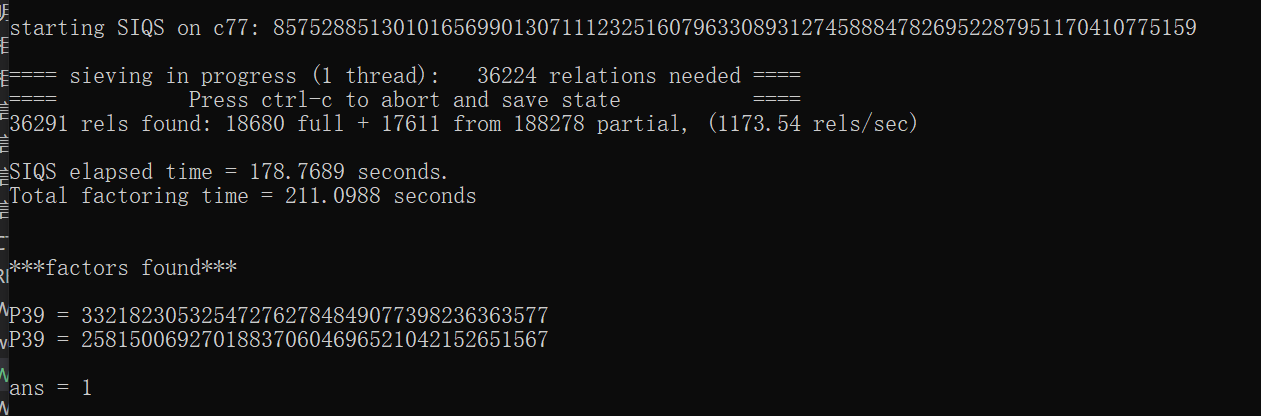 starting SIQS on c77: 85752885130101656990130711123251607963308931274588847826952287951170410775159
==== sieving in progress (1 thread):   36224 relations needed ====
====           Press ctrl-c to abort and save state           ====
36291 rels found: 18680 full + 17611 from 188278 partial, (1173.54 rels/sec)
SIQS elapsed time = 178.7689 seconds.
Total factoring time = 211.0988 seconds
***factors found***
P39 = 332182305325472762784849077398236363577
P39 = 258150069270188370604696521042152651567
ans = 1